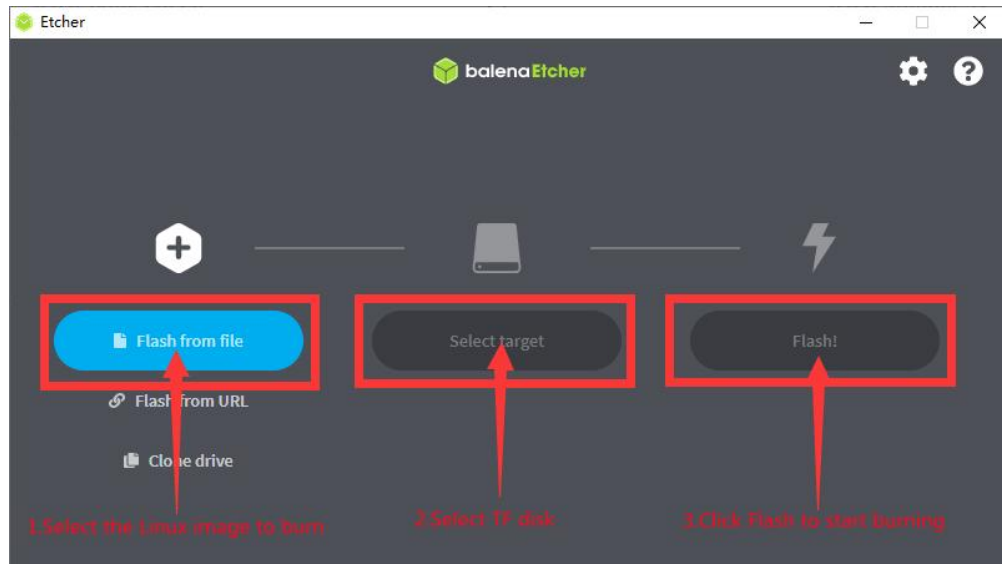 Etcher
balenaEtcher
Flash from file
Select target
Flash!
Flash from URL
Clone drive
1.Select the Linux image to burn
2.Select TF disk
3.Click Flash to start burning